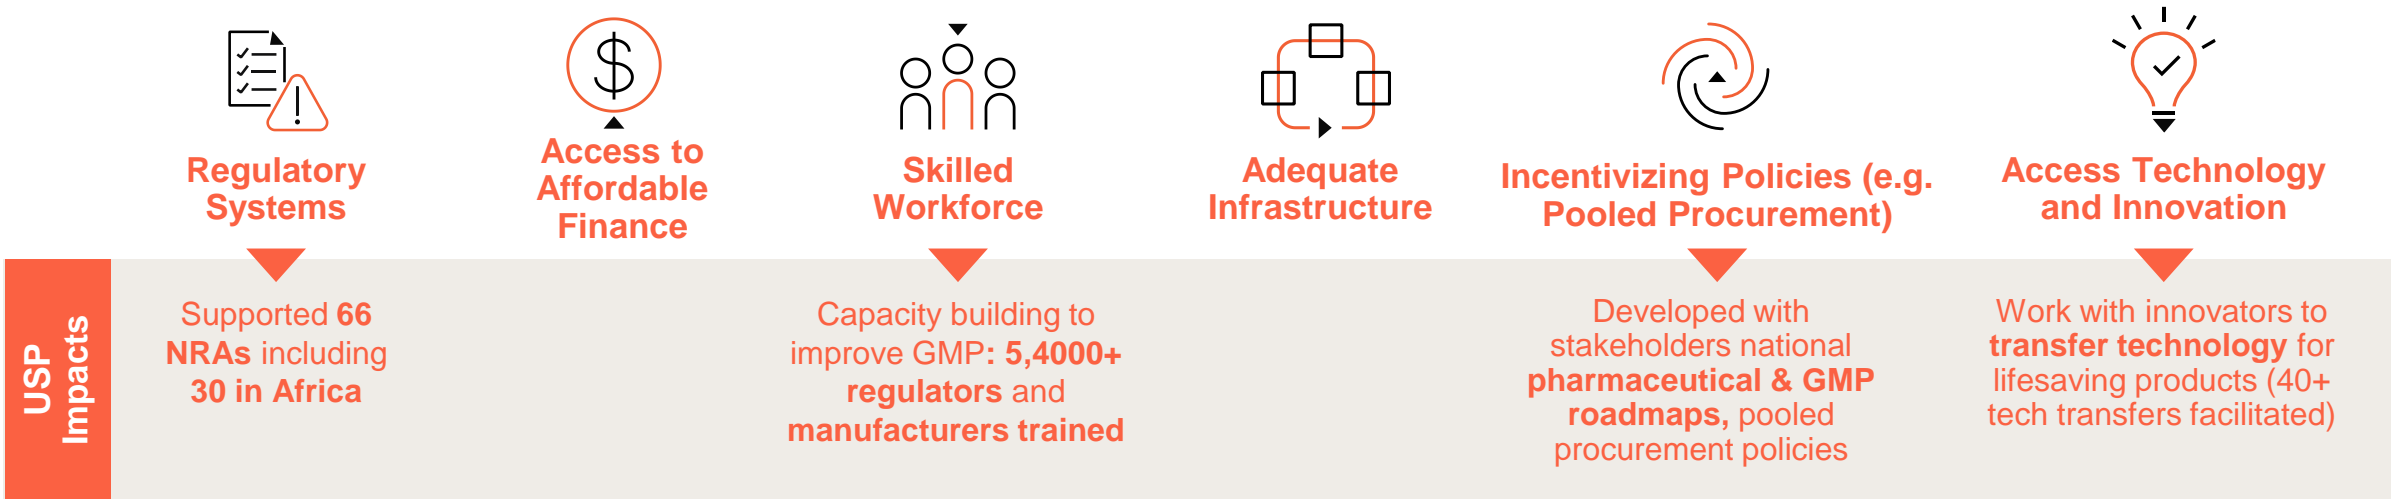 Regulatory
Systems
Access to
Affordable
Finance
Skilled
Workforce
Adequate
Infrastructure
Incentivizing Policies (e.g.
Pooled Procurement)
Access Technology
and Innovation
USP
Impacts
Supported 66
NRAs including
30 in Africa
Capacity building to
improve GMP: 5,4000+
regulators and
manufacturers trained
Developed with
stakeholders national
pharmaceutical & GMP
roadmaps, pooled
procurement policies
Work with innovators to
transfer technology for
lifesaving products (40+
tech transfers facilitated)